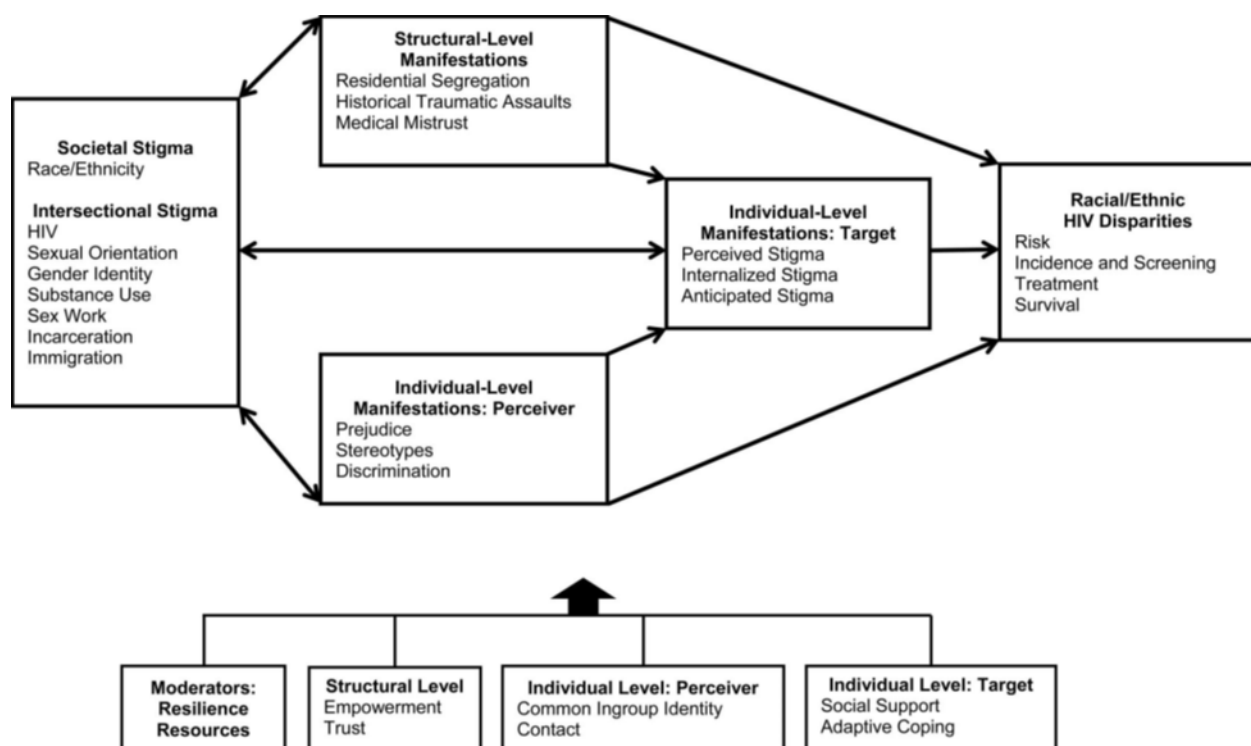 Structural-Level
Manifestations
Residential Segregation
Historical Traumatic Assaults
Medical Mistrust
Societal Stigma
Race/Ethnicity
Intersectional Stigma
HIV
Sexual Orientation
Gender Identity
Substance Use
Sex Work
Incarceration
Immigration
Individual-Level
Manifestations: Target
Perceived Stigma
Internalized Stigma
Anticipated Stigma
Racial/Ethnic
HIV Disparities
Risk
Incidence and Screening
Treatment
Survival
Individual-Level
Manifestations: Perceiver
Prejudice
Stereotypes
Discrimination
Moderators:
Resilience
Resources
Structural Level
Empowerment
Trust
Individual Level: Perceiver
Common Ingroup Identity
Contact
Individual Level: Target
Social Support
Adaptive Coping